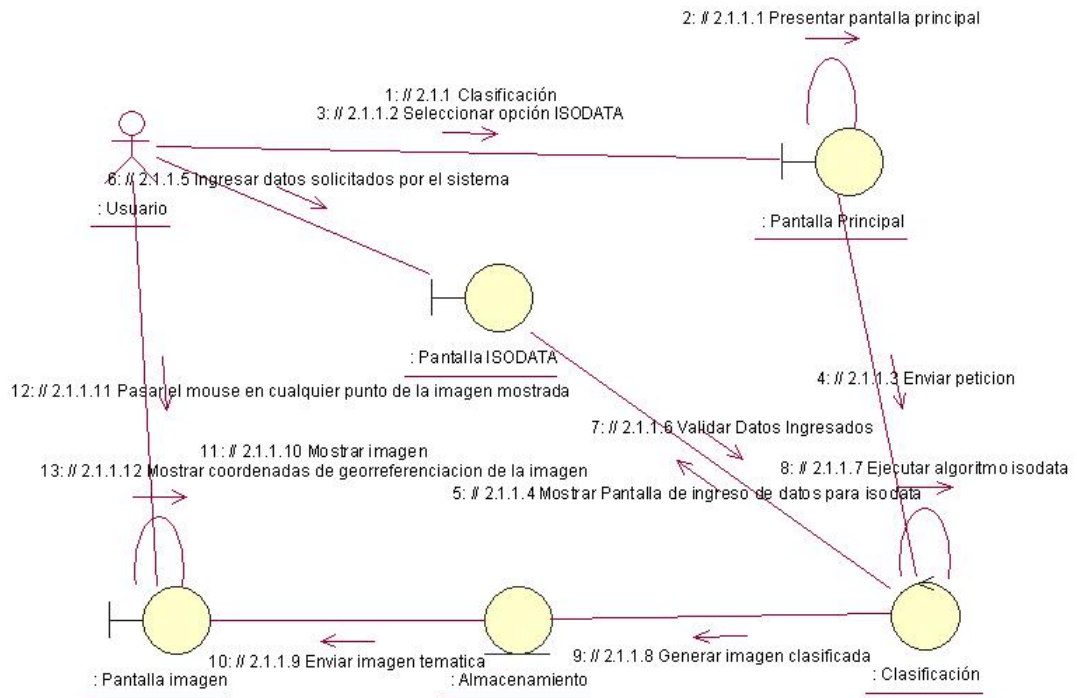 2: // 2.1.1.1 Presentar pantalla principal
1: // 2.1.1 Clasificación
3: // 2.1.1.2 Seleccionar opción ISODATA
6: // 2.1.1.5 Ingresar datos solicitados por el sistema
: Usuario
: Pantalla Principal
: Pantalla ISODATA
4: // 2.1.1.3 Enviar peticion
12: // 2.1.1.11 Pasar el mouse en cualquier punto de la imagen mostrada
7: // 2.1.1.6 Validar Datos Ingresados
11: // 2.1.1.10 Mostrar imagen
13: // 2.1.1.12 Mostrar coordenadas de georreferenciacion de la imagen
8: // 2.1.1.7 Ejecutar algoritmo isodata
5: // 2.1.1.4 Mostrar Pantalla de ingreso de datos para isodata
10: // 2.1.1.9 Enviar imagen tematica
9: // 2.1.1.8 Generar imagen clasificada
: Pantalla imagen
: Almacenamiento
: Clasificación